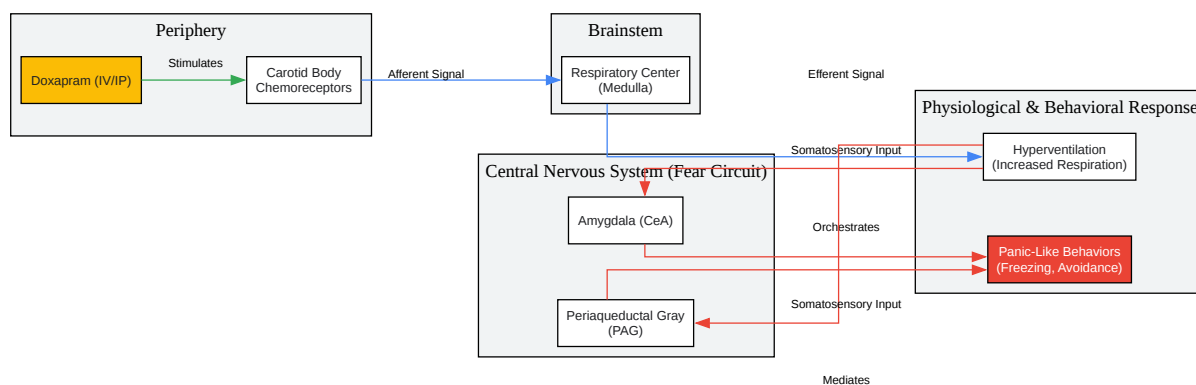 Periphery
Doxapram (IV/IP)
Stimulates
Carotid Body
Chemoreceptors
Afferent Signal
Brainstem
Respiratory Center
(Medulla)
Efferent Signal
Physiological & Behavioral Response
Hyperventilation
(Increased Respiration)
Somatosensory Input
Central Nervous System (Fear Circuit)
Amygdala (CeA)
Orchestrates
Panic-Like Behaviors
(Freezing, Avoidance)
Periaqueductal Gray
(PAG)
Somatosensory Input
Mediates